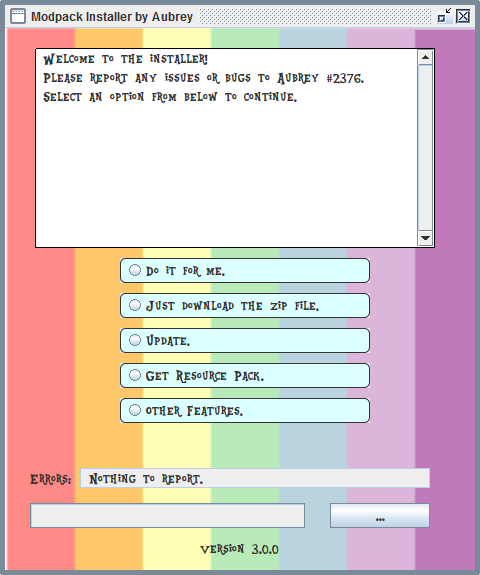 Modpack Installer by Aubrey
Welcome to the installer!
Please report any issues or bugs to Aubrey #2376.
Select an option from below to continue.
Do it for me.
Just download the zip file.
Update.
Get Resource Pack.
Other Features.
Errors: Nothing to report.
...
Version 3.0.0